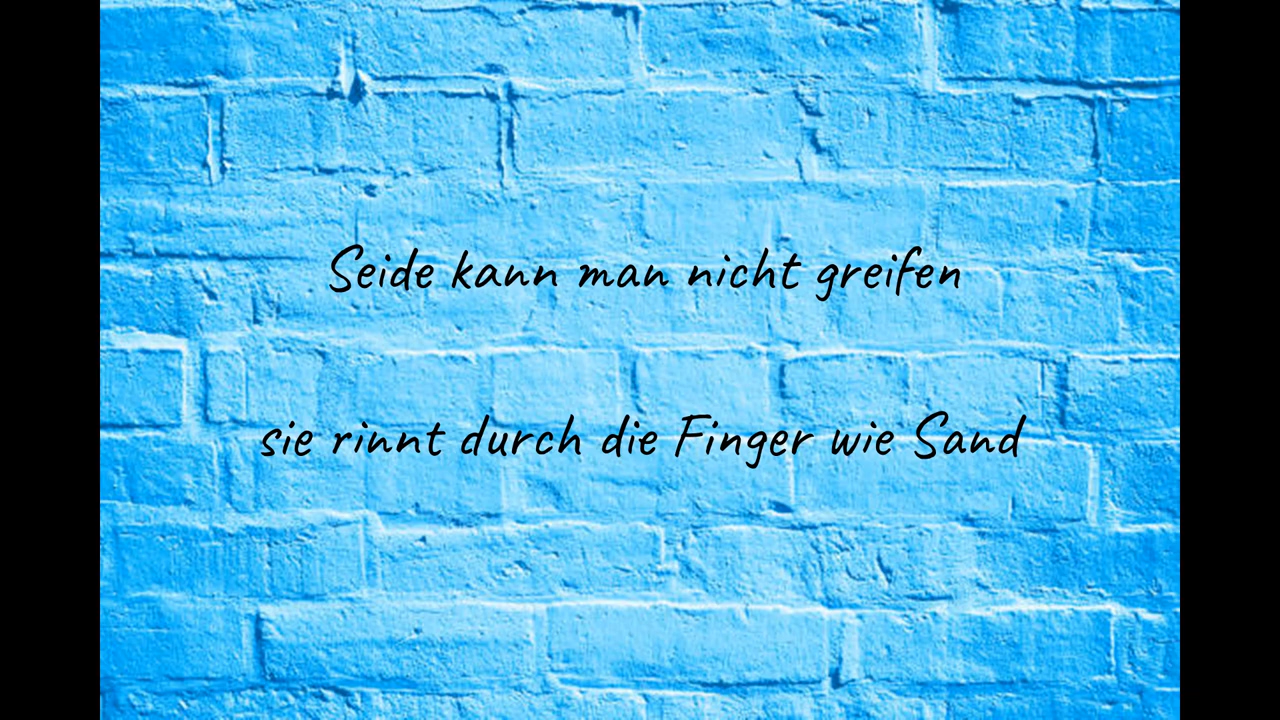 Seide kann man nicht greifen
sie rinnt durch die Finger wie Sand